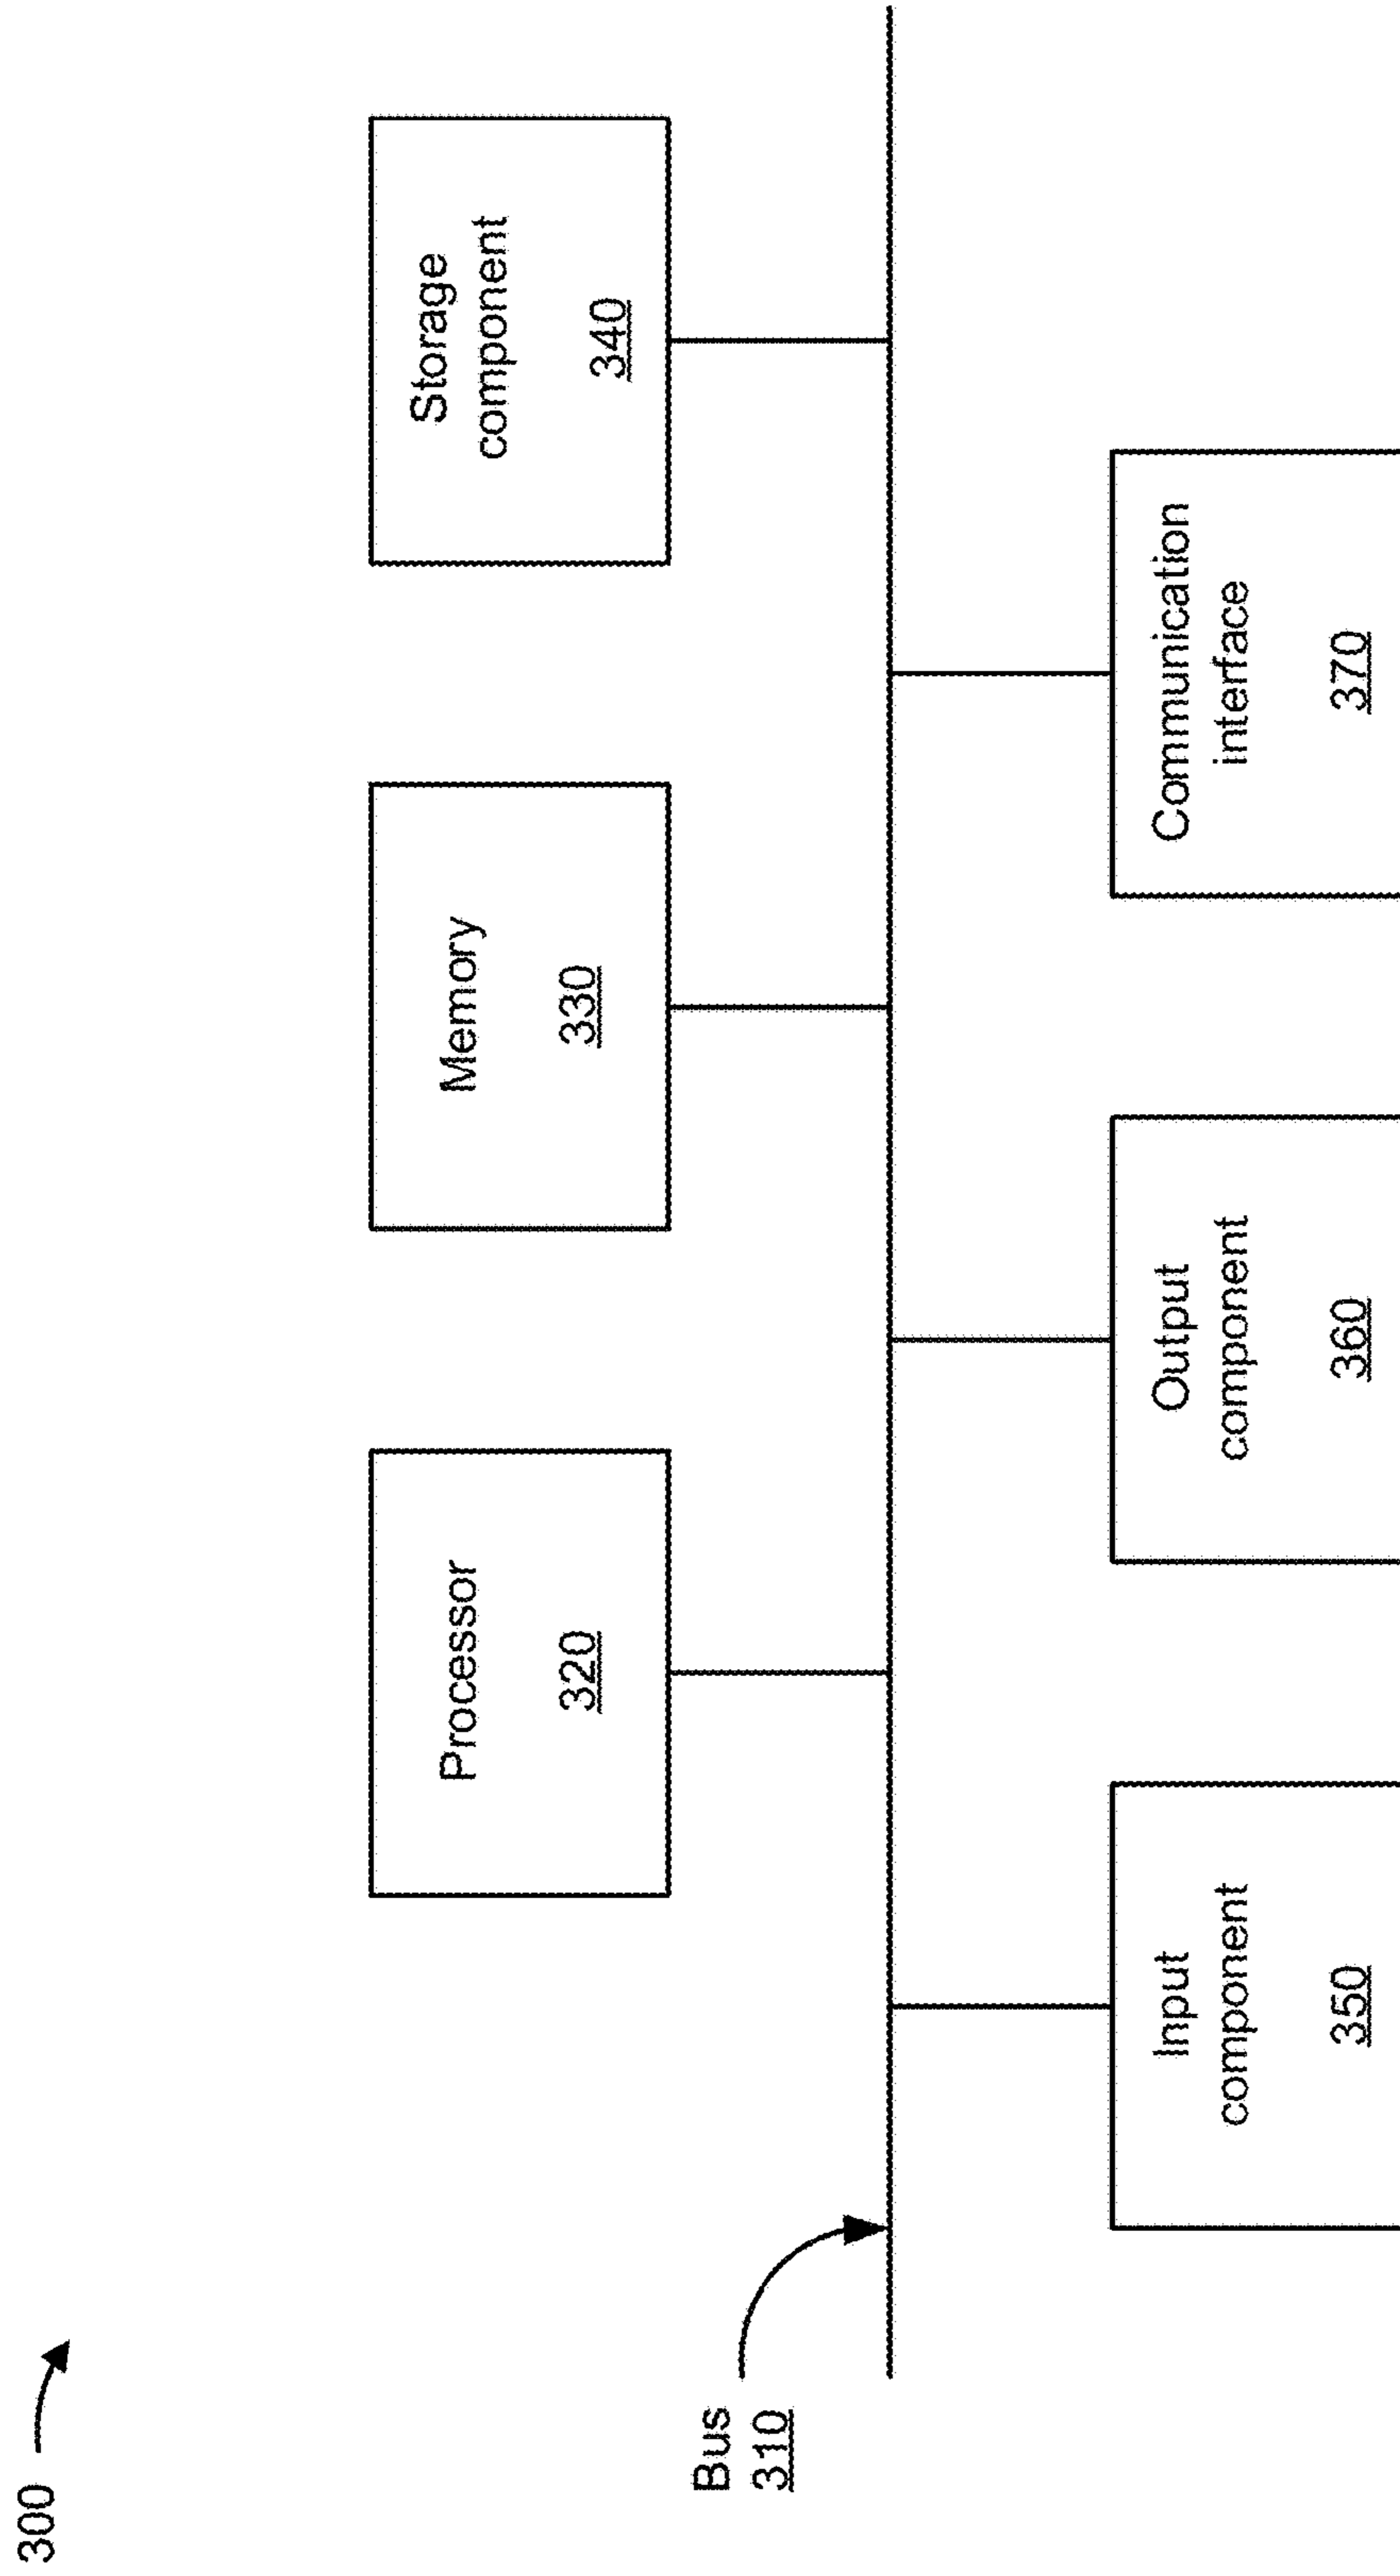 300
Processor
320
Memory
330
Storage
component
340
Bus
310
Input
component
350
Output
component
360
Communication
interface
370